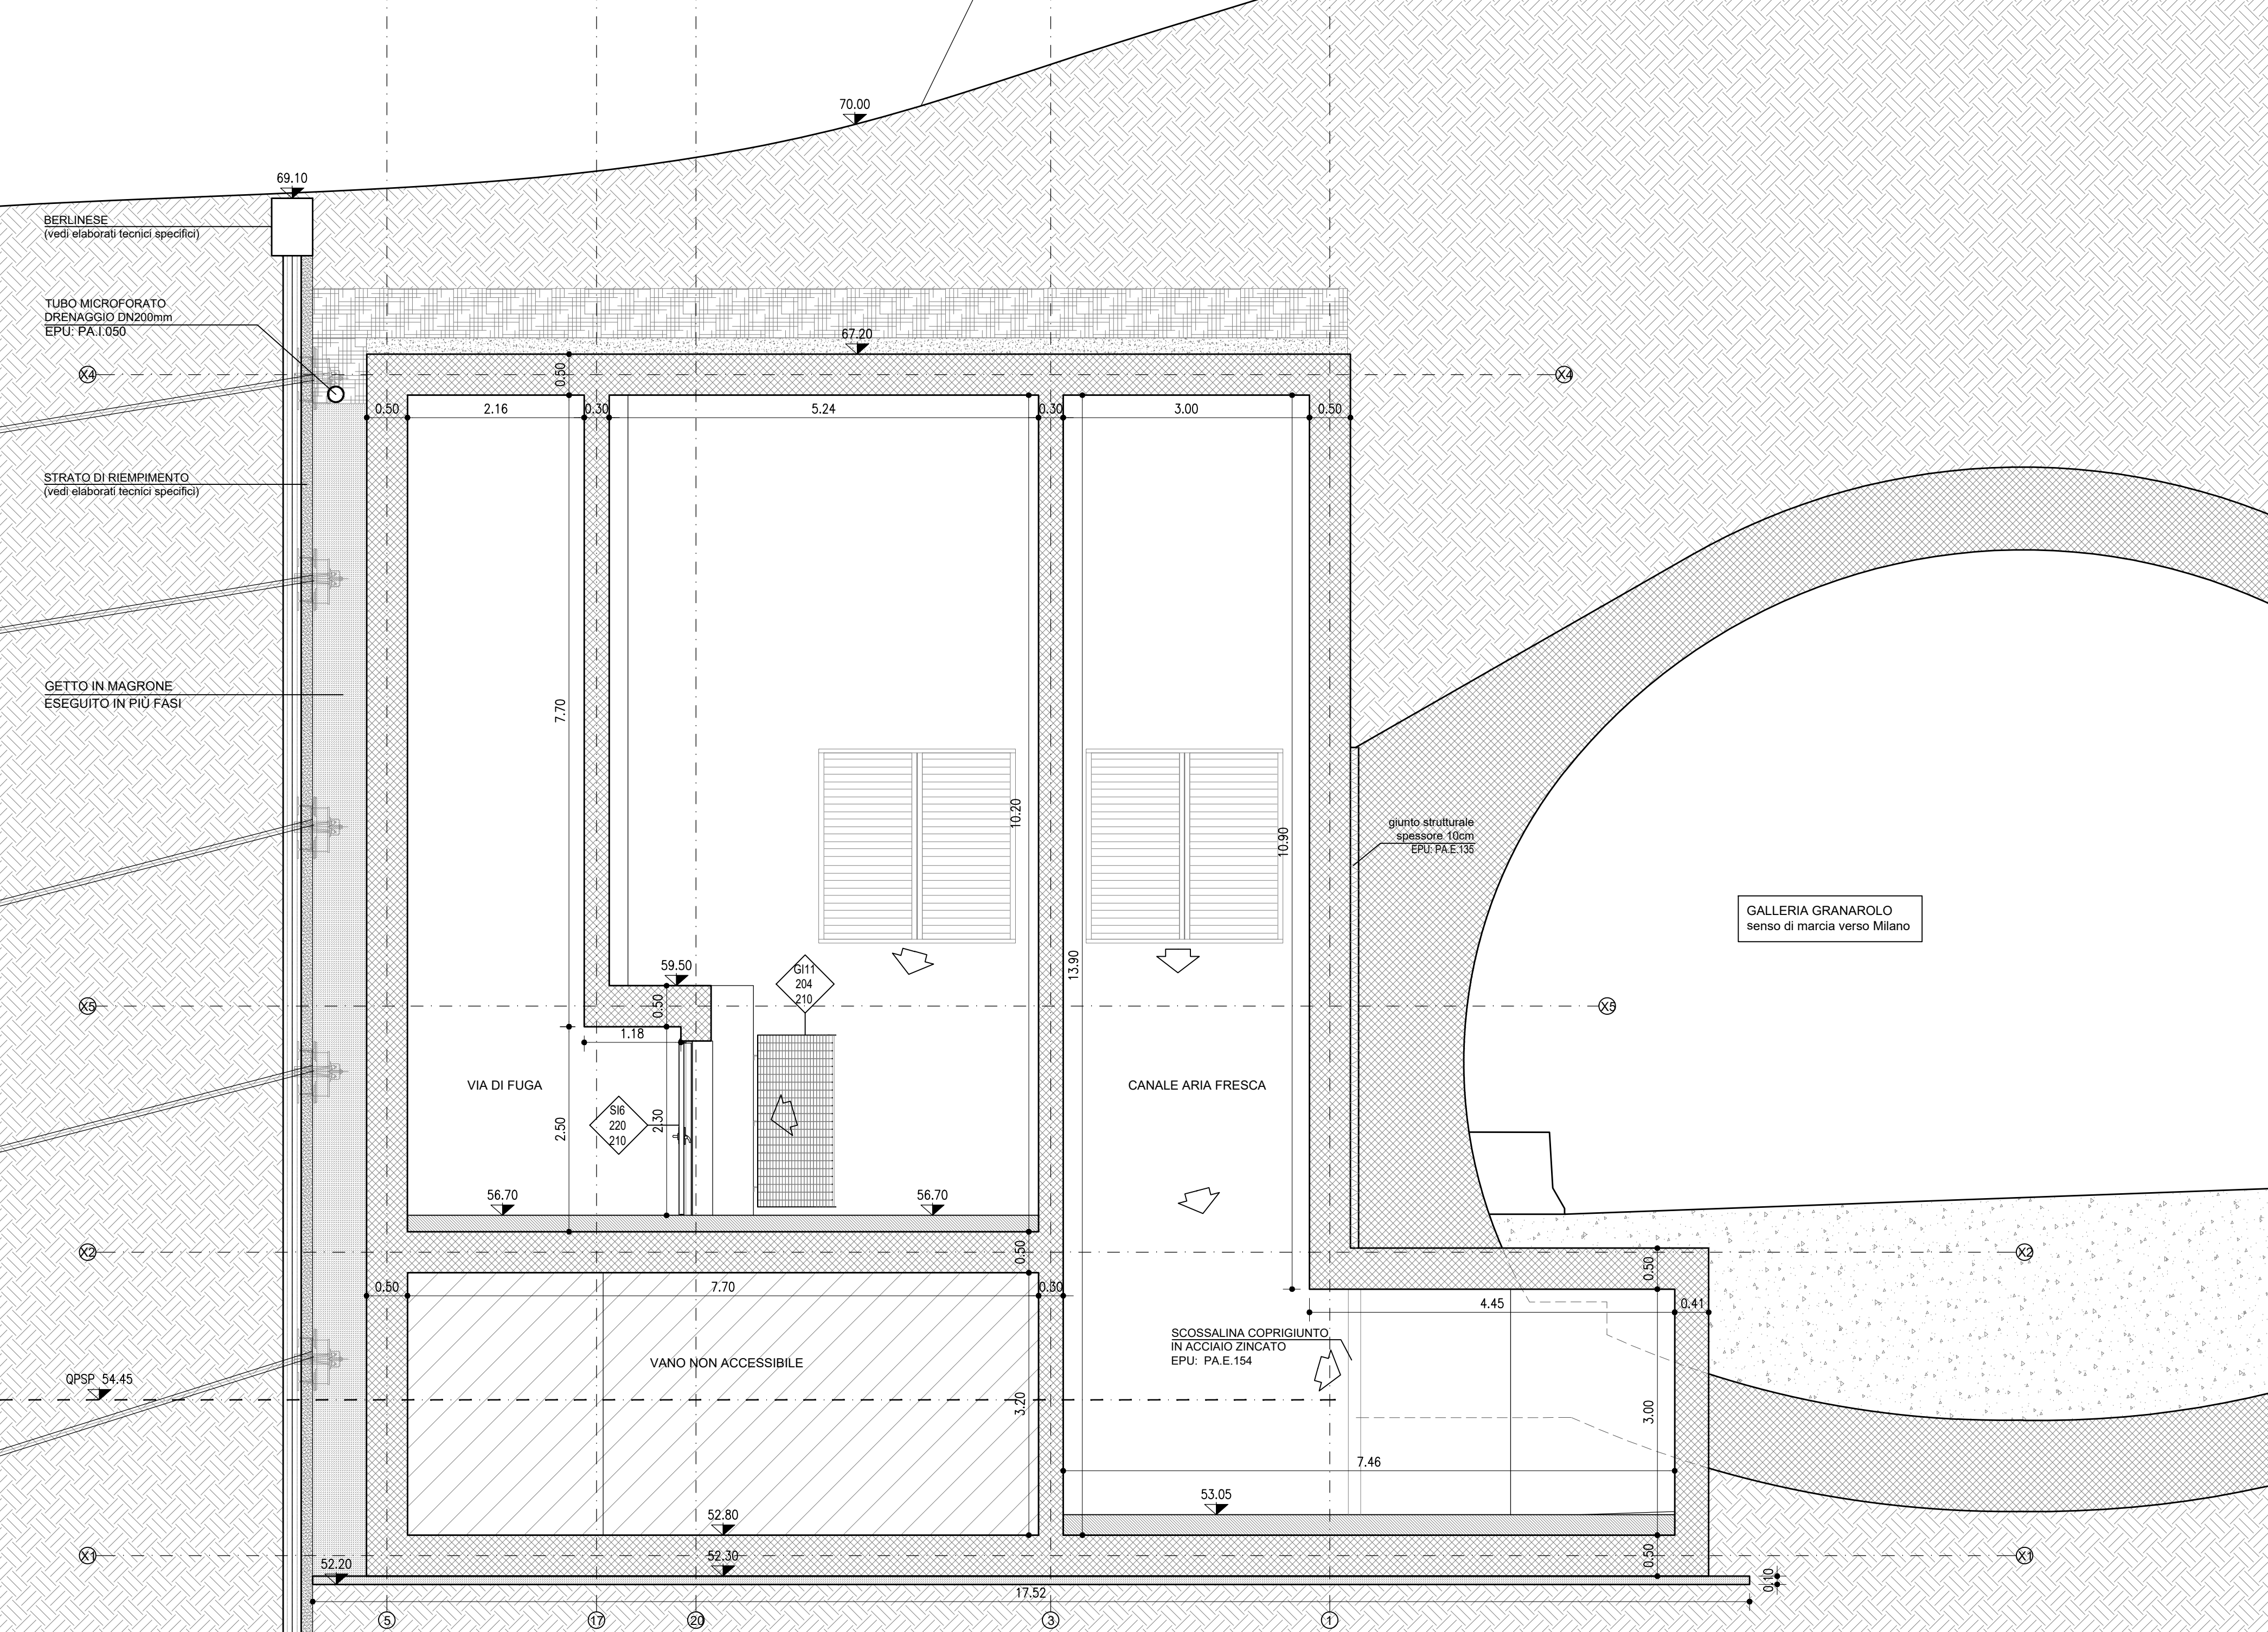 70.00
69.10
BERLINESE
(vedi elaborati tecnici specifici)
TUBO MICROFORATO
DRENAGGIO DN200mm
EPU: PA.I.050
67.20
X4
X4
0.50
0.50
2.16
0.30
5.24
0.30
3.00
0.50
STRATO DI RIEMPIMENTO
(vedi elaborati tecnici specifici)
GETTO IN MAGRONE
ESEGUITO IN PIÙ FASI
7.70
10.20
10.90
13.90
giunto strutturale
spessore 10cm
EPU: PA.E.135
GALLERIA GRANAROLO
senso di marcia verso Milano
59.50
GI11
204
210
X5
X5
0.50
1.18
VIA DI FUGA
CANALE ARIA FRESCA
SI6
220
210
2.30
2.50
56.70
56.70
X2
X2
0.50
0.50
0.50
7.70
0.30
4.45
0.41
SCOSSALINA COPRIGIUNTO
IN ACCIAIO ZINCATO
EPU: PA.E.154
VANO NON ACCESSIBILE
QPSP 54.45
3.20
3.00
7.46
53.05
52.80
X1
X1
52.20
52.30
0.50
0.10
17.52
5
17
20
3
1